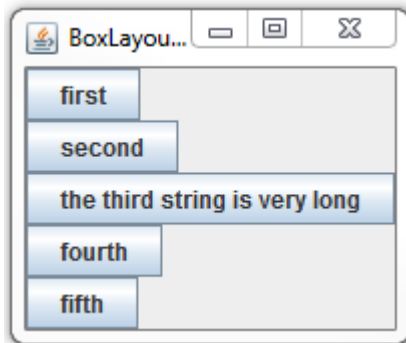 BoxLayou...
first
second
the third string is very long
fourth
fifth